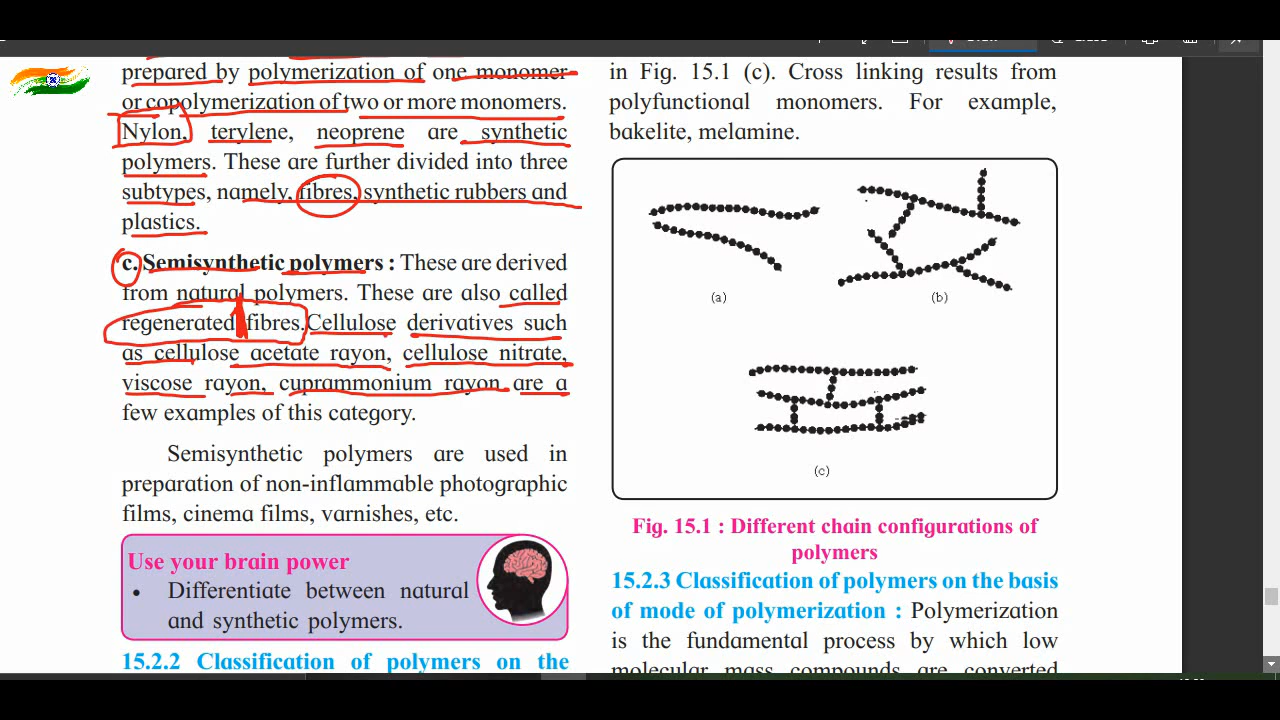 prepared by polymerization of one monomer
or copolymerization of two or more monomers.
Nylon, terylene, neoprene are synthetic
polymers. These are further divided into three
subtypes, namely, fibres, synthetic rubbers and
plastics.
c. Semisynthetic polymers : These are derived
from natural polymers. These are also called
regenerated fibres. Cellulose derivatives such
as cellulose acetate rayon, cellulose nitrate,
viscose rayon, cuprammonium rayon are a
few examples of this category.
Semisynthetic polymers are used in
preparation of non-inflammable photographic
films, cinema films, varnishes, etc.
Use your brain power
• Differentiate between natural
and synthetic polymers.
15.2.2 Classification of polymers on the
in Fig. 15.1 (c). Cross linking results from
polyfunctional monomers. For example,
bakelite, melamine.
(a)
(b)
(c)
Fig. 15.1 : Different chain configurations of
polymers
15.2.3 Classification of polymers on the basis
of mode of polymerization : Polymerization
is the fundamental process by which low
molecular mass compounds are converted